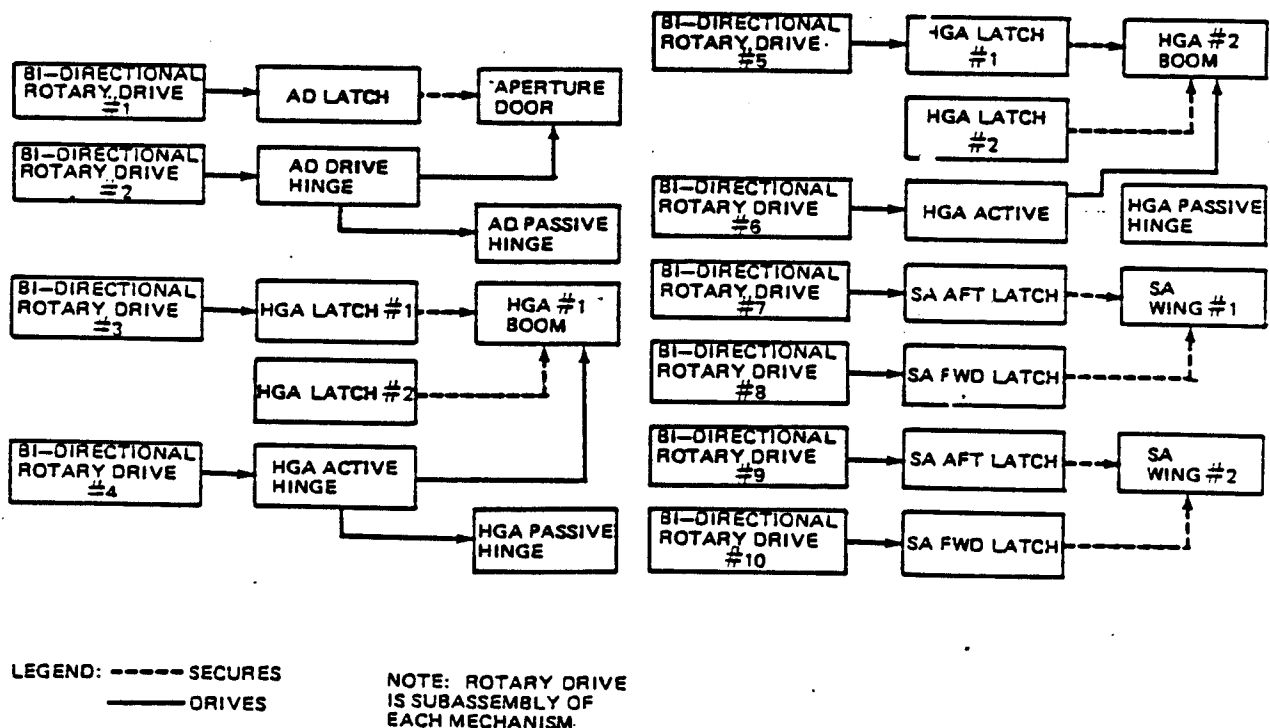 BI-DIRECTIONAL
ROTARY DRIVE
#1
AD LATCH
APERTURE
DOOR
BI-DIRECTIONAL
ROTARY DRIVE
#2
AD DRIVE
HINGE
AD PASSIVE
HINGE
BI-DIRECTIONAL
ROTARY DRIVE
#3
HGA LATCH #1
HGA #1
BOOM
HGA LATCH #2
BI-DIRECTIONAL
ROTARY DRIVE
#4
HGA ACTIVE
HINGE
HGA PASSIVE
HINGE
BI-DIRECTIONAL
ROTARY DRIVE
#5
HGA LATCH
#1
HGA #2
BOOM
HGA LATCH
#2
BI-DIRECTIONAL
ROTARY DRIVE
#6
HGA ACTIVE
HGA PASSIVE
HINGE
BI-DIRECTIONAL
ROTARY DRIVE
#7
SA AFT LATCH
SA
WING #1
BI-DIRECTIONAL
ROTARY DRIVE
#8
SA FWD LATCH
BI-DIRECTIONAL
ROTARY DRIVE
#9
SA AFT LATCH
SA
WING #2
BI-DIRECTIONAL
ROTARY DRIVE
#10
SA FWD LATCH
LEGEND: ------ SECURES
—— DRIVES
NOTE: ROTARY DRIVE
IS SUBASSEMBLY OF
EACH MECHANISM